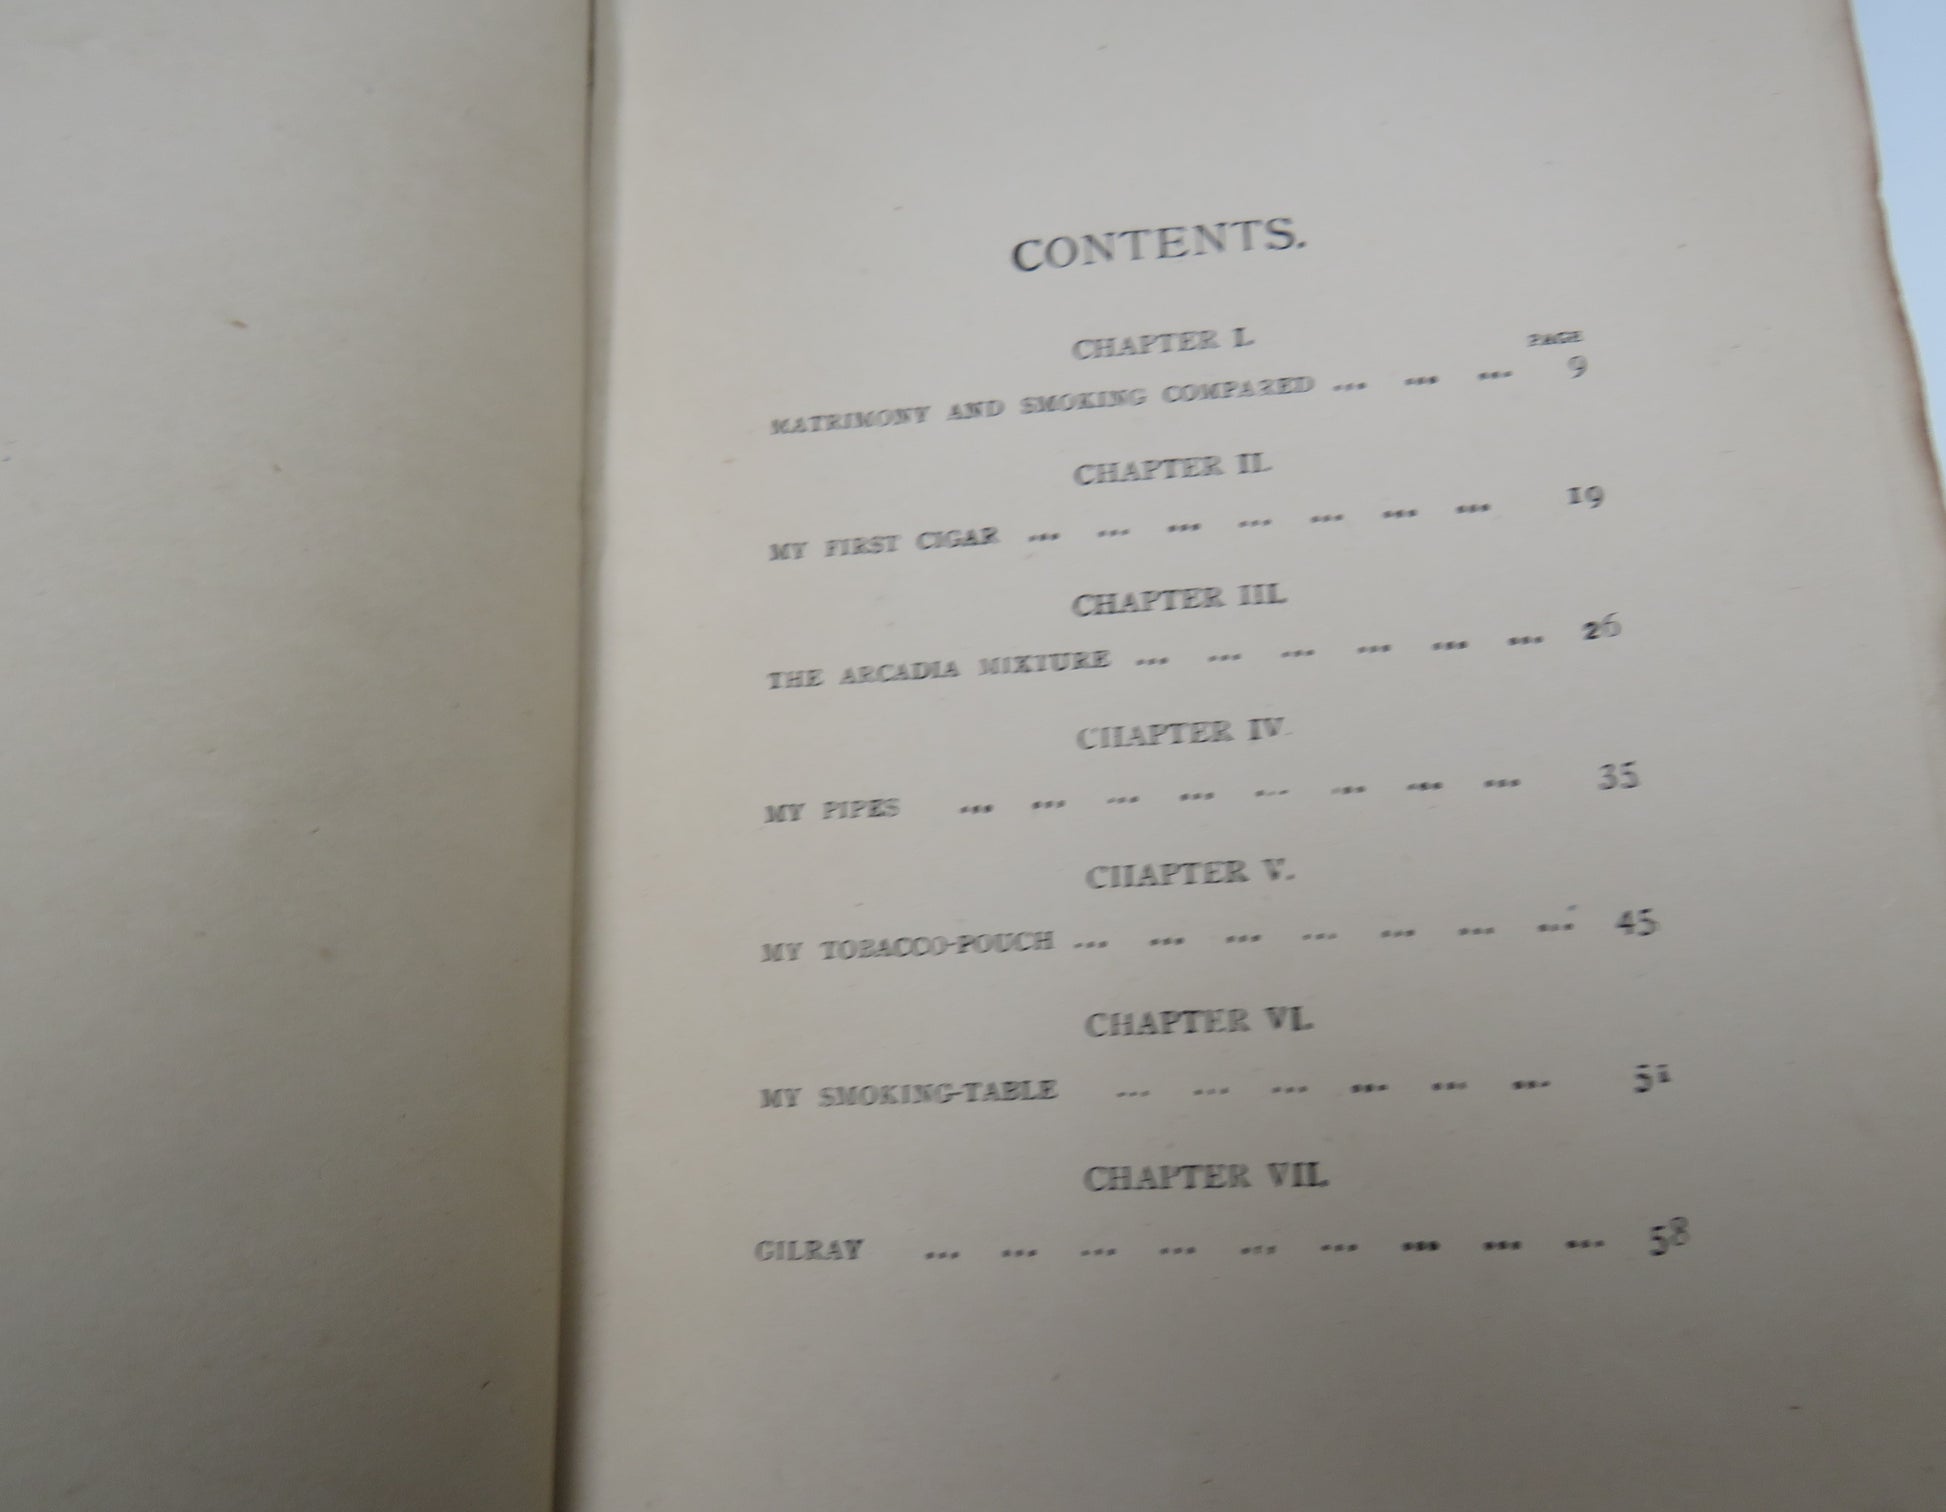 CONTENTS.
CHAPTER I.
PAGE
MATRIMONY AND SMOKING COMPARED ... ... ... 9
CHAPTER II.
MY FIRST CIGAR ... ... ... ... ... ... ... 19
CHAPTER III.
THE ARCADIA MIXTURE ... ... ... ... ... ... 26
CHAPTER IV.
MY PIPES ... ... ... ... ... ... ... ... 35
CHAPTER V.
MY TOBACCO-POUCH ... ... ... ... ... ... ... 45
CHAPTER VI.
MY SMOKING-TABLE ... ... ... ... ... ... 51
CHAPTER VII.
GILRAY ... ... ... ... ... ... ... ... ... 58